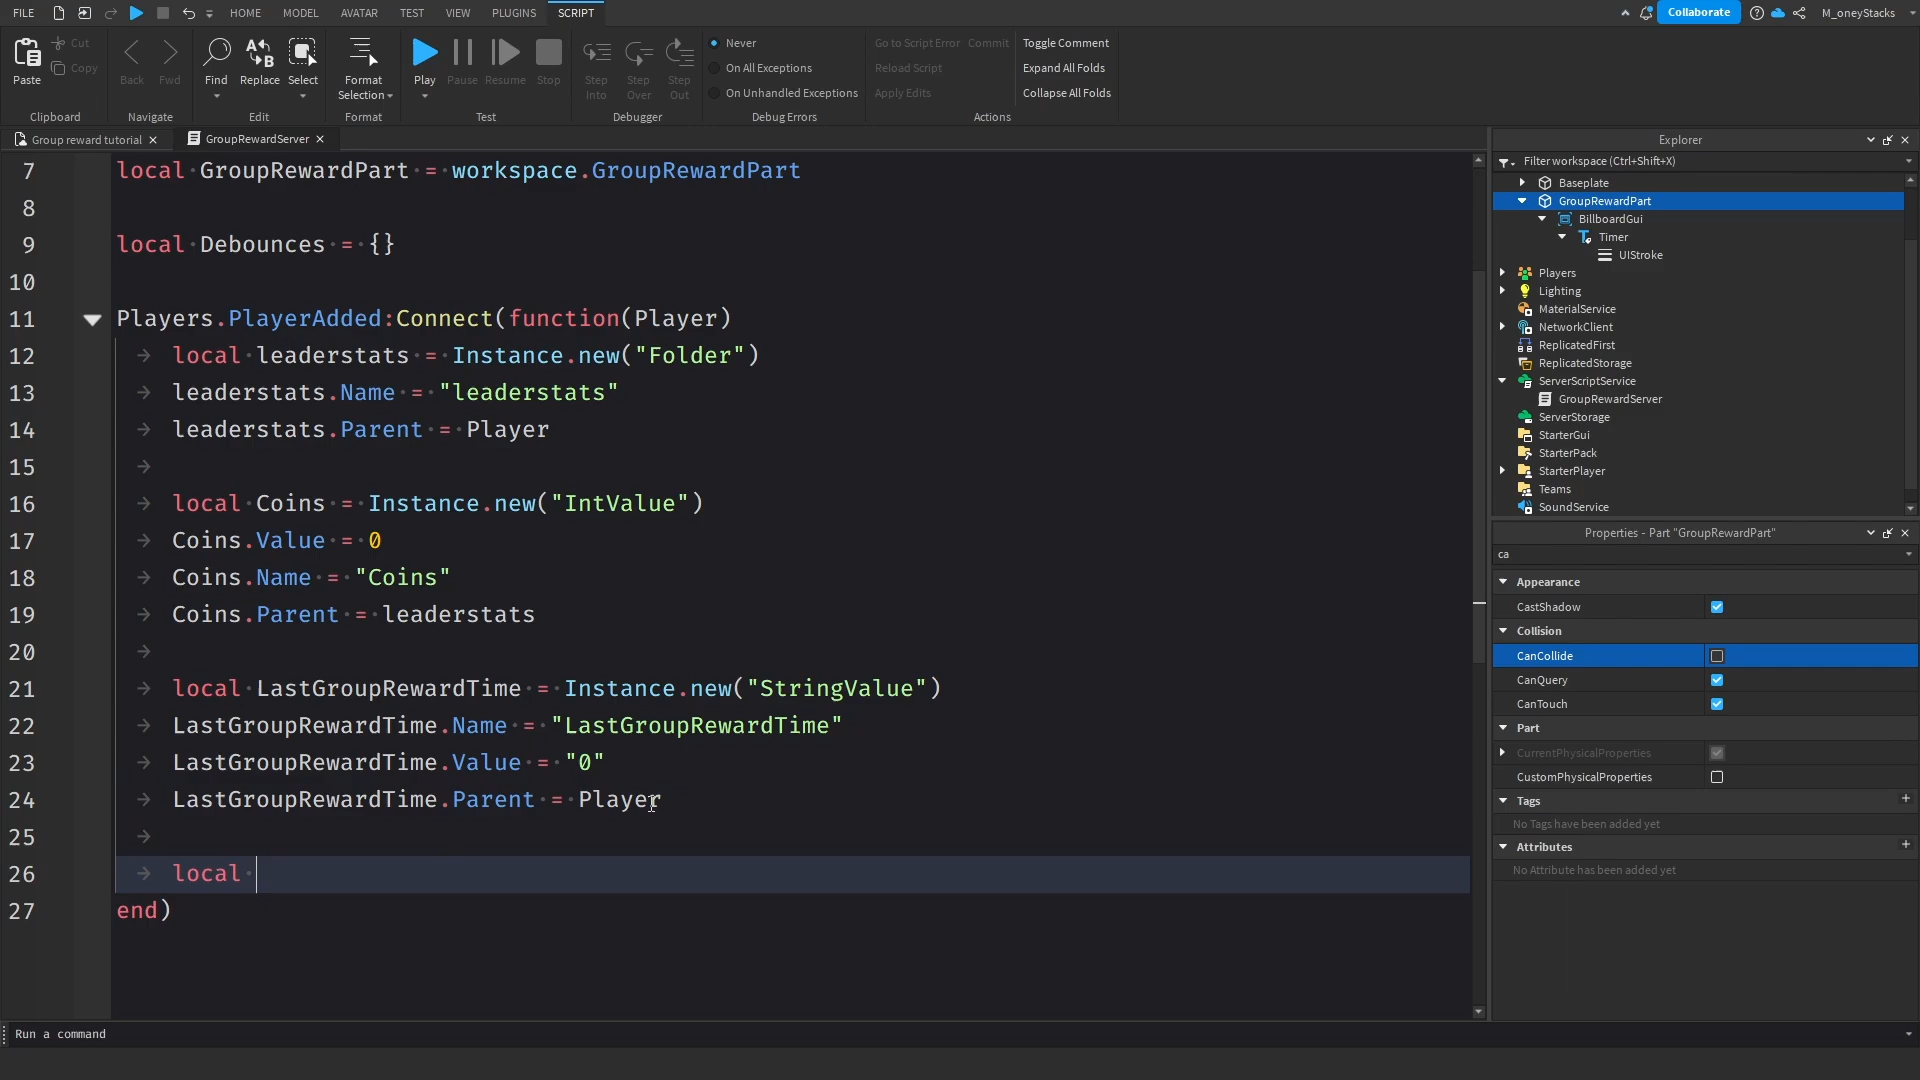 FILE HOME MODEL AVATAR TEST VIEW PLUGINS SCRIPT Collaborate M_oneyStacks
Paste Cut Copy Back Fwd Find Replace Select Format Selection Play Pause Resume Stop Step Into Step Over Step Out
Never Go to Script Error Commit Toggle Comment
On All Exceptions Reload Script Expand All Folds
On Unhandled Exceptions Apply Edits Collapse All Folds
Clipboard Navigate Edit Format Test Debugger Debug Errors Actions
Group reward tutorial GroupRewardServer
7 local GroupRewardPart = workspace.GroupRewardPart
8
9 local Debounces = {}
10
11 Players.PlayerAdded:Connect(function(Player)
12 local leaderstats = Instance.new("Folder")
13 leaderstats.Name = "leaderstats"
14 leaderstats.Parent = Player
15
16 local Coins = Instance.new("IntValue")
17 Coins.Value = 0
18 Coins.Name = "Coins"
19 Coins.Parent = leaderstats
20
21 local LastGroupRewardTime = Instance.new("StringValue")
22 LastGroupRewardTime.Name = "LastGroupRewardTime"
23 LastGroupRewardTime.Value = "0"
24 LastGroupRewardTime.Parent = Player
25
26 local
27 end)
Run a command
Explorer
Filter workspace (Ctrl+Shift+X)
Baseplate
GroupRewardPart
BillboardGui
Timer
UIStroke
Players
Lighting
MaterialService
NetworkClient
ReplicatedFirst
ReplicatedStorage
ServerScriptService
GroupRewardServer
ServerStorage
StarterGui
StarterPack
StarterPlayer
Teams
SoundService
Properties - Part "GroupRewardPart"
ca
Appearance
CastShadow
Collision
CanCollide
CanQuery
CanTouch
Part
CurrentPhysicalProperties
CustomPhysicalProperties
Tags
No Tags have been added yet
Attributes
No Attribute has been added yet